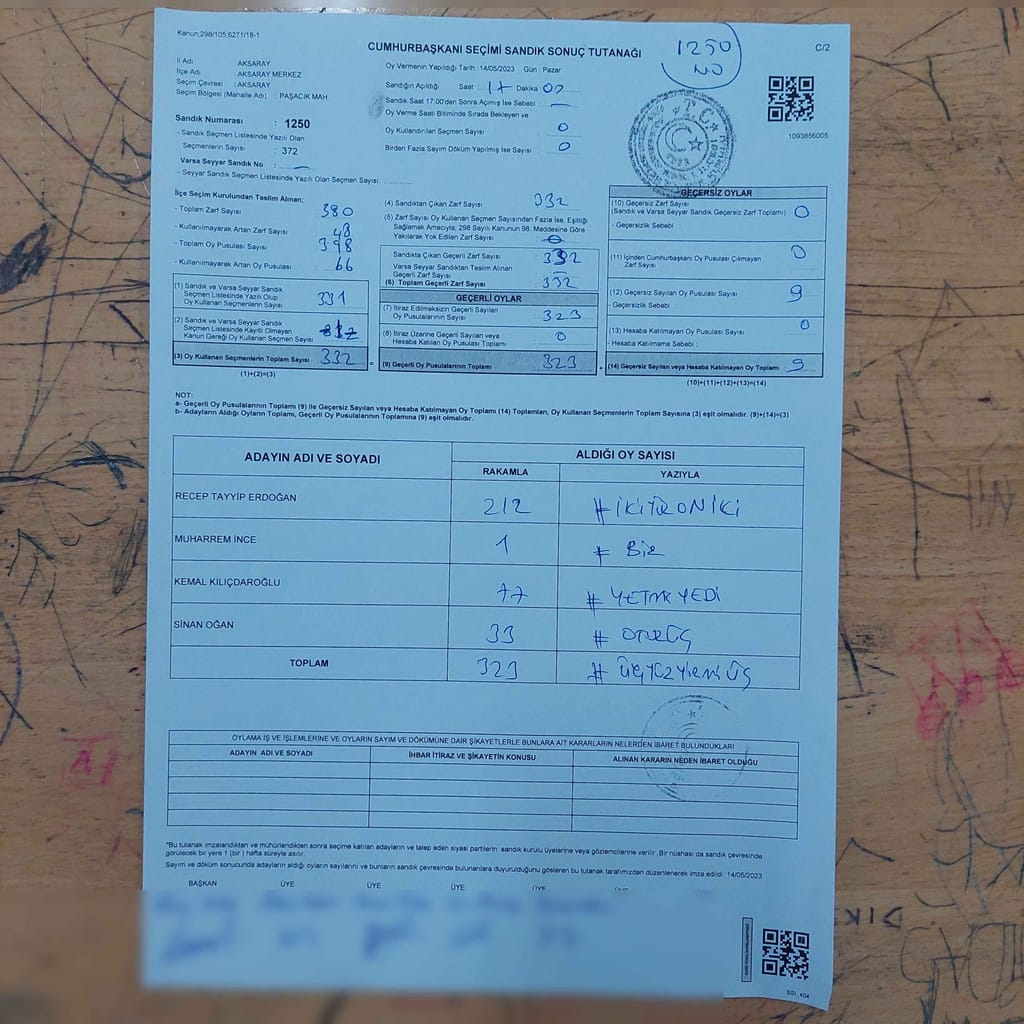 Kanun,298/105,6271/18-1
CUMHURBAŞKANI SEÇİMİ SANDIK SONUÇ TUTANAĞI
1250
NO
C/2
İl Adı : AKSARAY
İlçe Adı : AKSARAY MERKEZ
Seçim Çevresi : AKSARAY
Seçim Bölgesi (Mahalle Adı) : PAŞACIK MAH
Sandık Numarası : 1250
- Sandık Seçmen Listesinde Yazılı Olan
Seçmenlerin Sayısı : 372
Varsa Seyyar Sandık No :
- Seyyar Sandık Seçmen Listesinde Yazılı Olan Seçmen Sayısı:
Oy Vermenin Yapıldığı Tarih : 14/05/2023 Gün : Pazar
Sandığın Açıldığı Saat : 17 Dakika 00
Sandık Saat 17:00'den Sonra Açımış İse Sebebi :
Oy Verme Saati Bitiminde Sırada Bekleyen ve
Oy Kullandırılan Seçmen Sayısı : 0
Birden Fazla Sayım Döküm Yapılmış İse Sayısı : 0
T.C.
1093856005
İlçe Seçim Kurulundan Teslim Alınan;
- Toplam Zarf Sayısı 380
- Kullanılmayarak Artan Zarf Sayısı 48
- Toplam Oy Pusulası Sayısı 398
- Kullanılmayarak Artan Oy Pusulası 66
(1) Sandık ve Varsa Seyyar Sandık
Seçmen Listesinde Yazılı Olup
Oy Kullanan Seçmenlerin Sayısı 331
(2) Sandık ve Varsa Seyyar Sandık
Seçmen Listesinde Kayıtlı Olmayan
Kanun Gereği Oy Kullanan Seçmen Sayısı
(3) Oy Kullanan Seçmenlerin Toplam Sayısı 332
(1)+(2)=(3)
(4) Sandıktan Çıkan Zarf Sayısı 332
(5) Zarf Sayısı Oy Kullanan Seçmen Sayısından Fazla İse, Eşitliği
Sağlamak Amacıyla; 298 Sayılı Kanunun 98. Maddesine Göre
Yakılarak Yok Edilen Zarf Sayısı 0
Sandıkta Çıkan Geçerli Zarf Sayısı 332
Varsa Seyyar Sandıktan Teslim Alınan
Geçerli Zarf Sayısı
(6) Toplam Geçerli Zarf Sayısı 332
GEÇERLİ OYLAR
(7) İtiraz Edilmeksizin Geçerli Sayılan
Oy Pusulalarının Sayısı: 323
(8) İtiraz Üzerine Geçerli Sayılan veya
Hesaba Katılan Oy Pusulası Toplamı 0
(9) Geçerli Oy Pusulalarının Toplamı 323
GEÇERSİZ OYLAR
(10) Geçersiz Zarf Sayısı
(Sandık ve Varsa Seyyar Sandık Geçersiz Zarf Toplamı) 0
- Geçersizlik Sebebi
(11) İçinden Cumhurbaşkanı Oy Pusulası Çıkmayan
Zarf Sayısı 0
(12) Geçersiz Sayılan Oy Pusulası Sayısı 9
- Geçersizlik Sebebi :
(13) Hesaba Katılmayan Oy Pusulası Sayısı 0
- Hesaba Katılmama Sebebi :
(14) Geçersiz Sayılan veya Hesaba Katılmayan Oy Toplamı 9
(10)+(11)+(12)+(13)=(14)
NOT:
a- Geçerli Oy Pusulalarının Toplamı (9) ile Geçersiz Sayılan veya Hesaba Katılmayan Oy Toplamı (14) Toplamları, Oy Kullanan Seçmenlerin Toplam Sayısına (3) eşit olmalıdır. (9)+(14)=(3)
b- Adayların Aldığı Oyların Toplamı, Geçerli Oy Pusulalarının Toplamına (9) eşit olmalıdır.
ADAYIN ADI VE SOYADI
ALDIĞI OY SAYISI
RAKAMLA YAZIYLA
RECEP TAYYİP ERDOĞAN 212 # İKİYÜZONİKİ
MUHARREM İNCE 1 # BİR
KEMAL KILIÇDAROĞLU 77 # YETMİŞYEDİ
SİNAN OĞAN 33 # OTUZÜÇ
TOPLAM 323 # ÜÇYÜZYİRMİÜÇ
OYLAMA İŞ VE İŞLEMLERİNE VE OYLARIN SAYIM VE DÖKÜMÜNE DAİR ŞİKAYETLERLE BUNLARA AİT KARARLARIN NELERDEN İBARET BULUNDUKLARI
ADAYIN ADI VE SOYADI İHBAR İTİRAZ VE ŞİKAYETİN KONUSU ALINAN KARARIN NEDEN İBARET OLDUĞU
*Bu tutanak imzalandıktan ve mühürlendikten sonra seçime katılan adayların ve talep eden siyasi partilerin sandık kurulu üyelerine veya gözlemcilerine verilir. Bir nüshası da sandık çevresinde
görülecek bir yere 1 (bir) hafta süreyle asılır.
Sayım ve döküm sonucunda adayların aldığı oyların sayılarını ve bunların sandık çevresinde bulunanlara duyurulduğunu gösteren bu tutanak tarafımızdan düzenlenerek imza edildi. 14/05/2023
BAŞKAN ÜYE ÜYE ÜYE ÜYE ÜYE
SSI_404